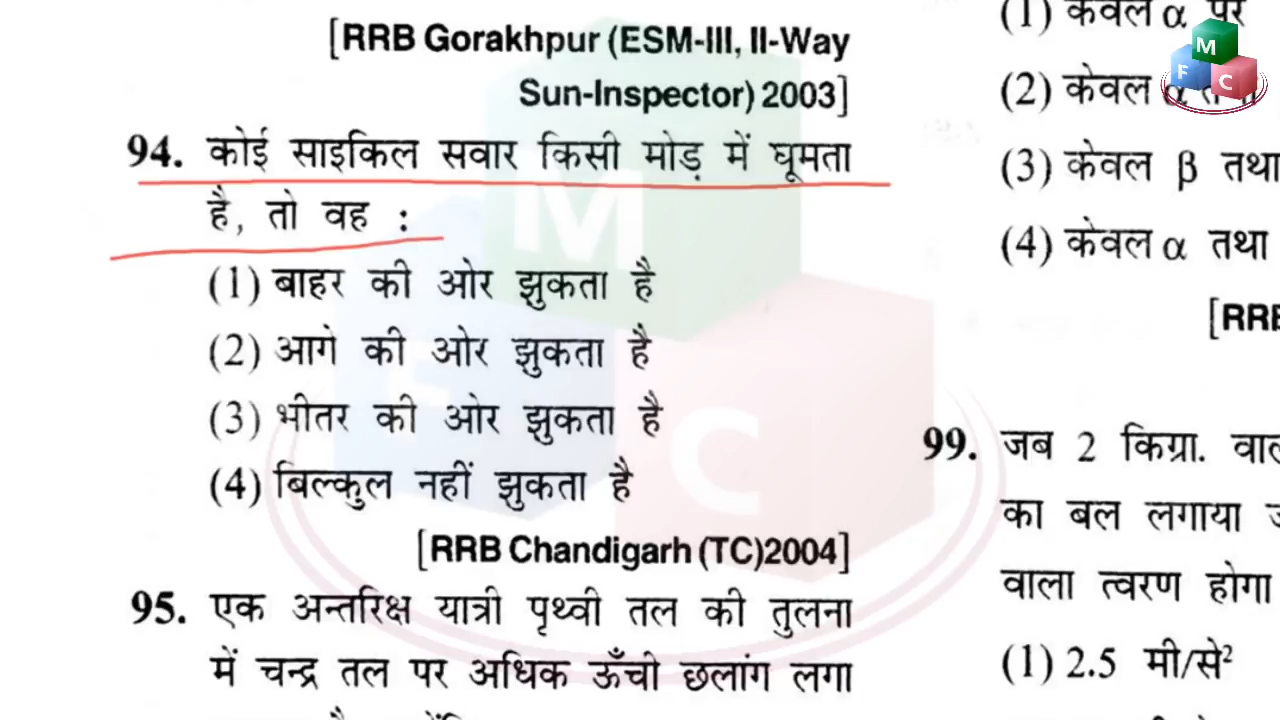 [RRB Gorakhpur (ESM-III, II-Way
Sun-Inspector) 2003]
94. कोई साइकिल सवार किसी मोड़ में घूमता
है, तो वह :
(1) बाहर की ओर झुकता है
(2) आगे की ओर झुकता है
(3) भीतर की ओर झुकता है
(4) बिल्कुल नहीं झुकता है
[RRB Chandigarh (TC)2004]
95. एक अन्तरिक्ष यात्री पृथ्वी तल की तुलना
में चन्द्र तल पर अधिक ऊँची छलांग लगा
(1) केवल α पर
(2) केवल α तथा
(3) केवल β तथा
(4) केवल α तथा
[RRB
99. जब 2 किग्रा. वाल
का बल लगाया ज
वाला त्वरण होगा
(1) 2.5 मी/से²
M
F
C
M
F
C